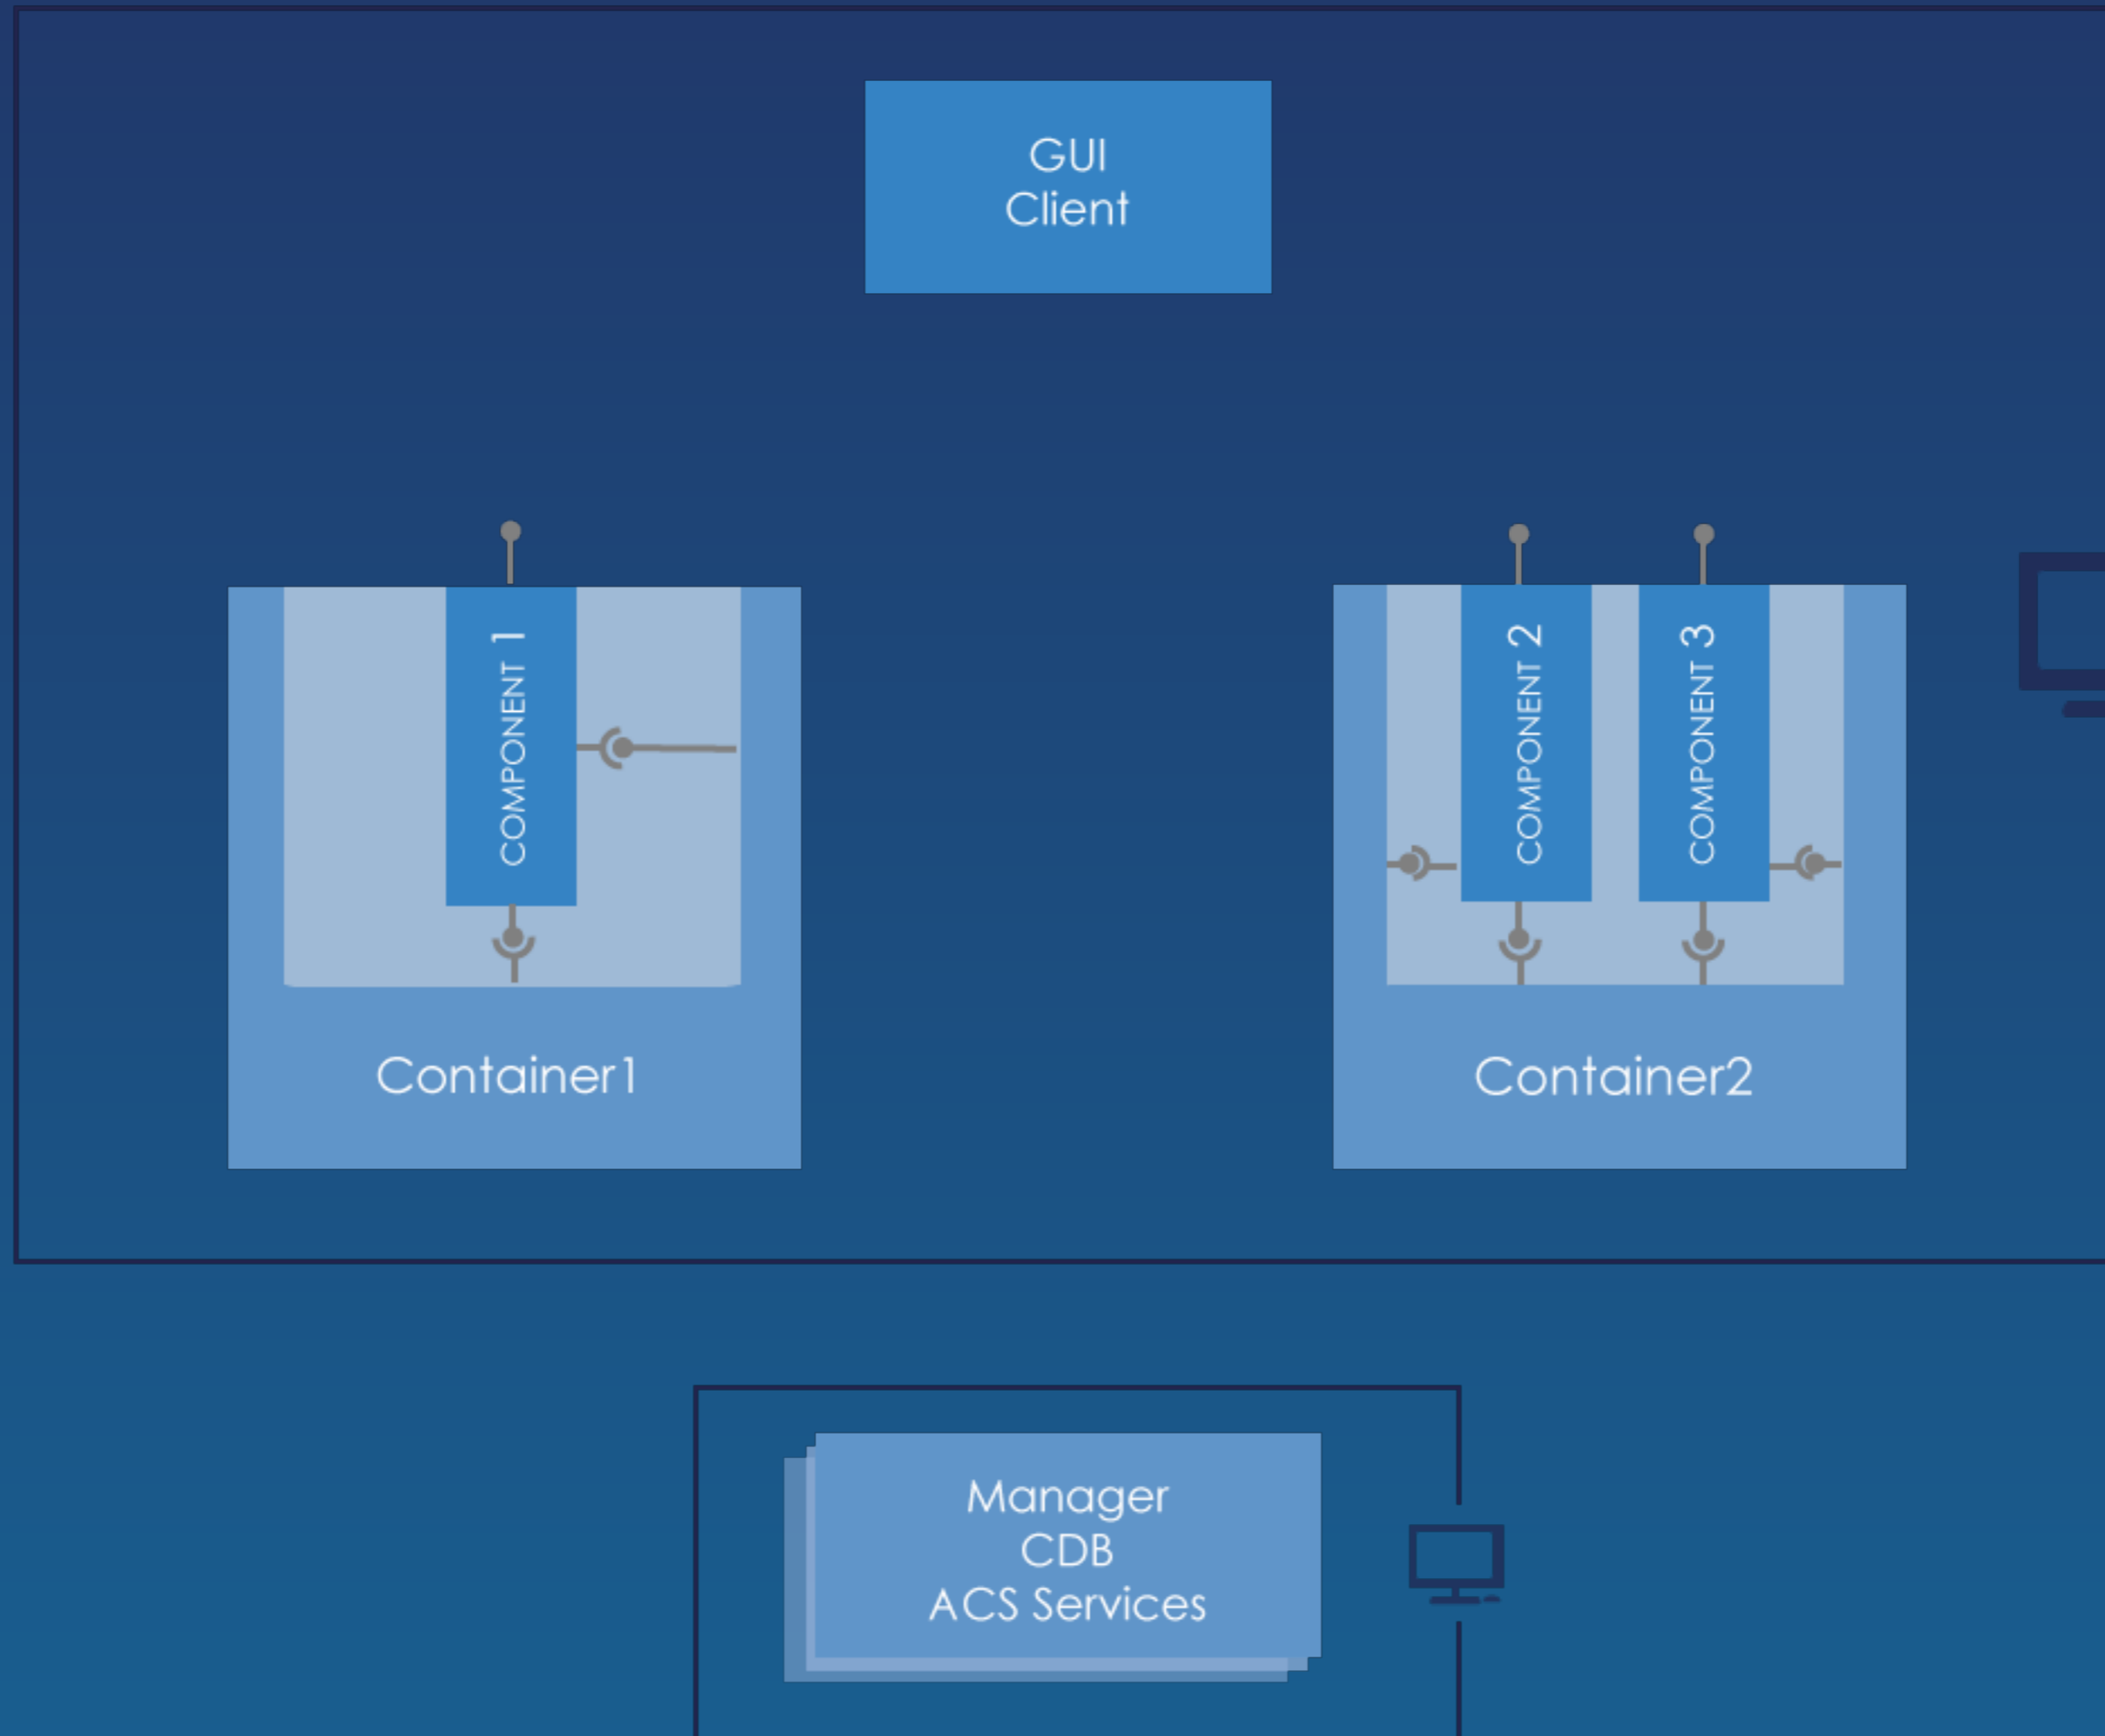 GUI
Client
COMPONENT 1
COMPONENT 2
COMPONENT 3
Container1
Container2
Manager
CDB
ACS Services